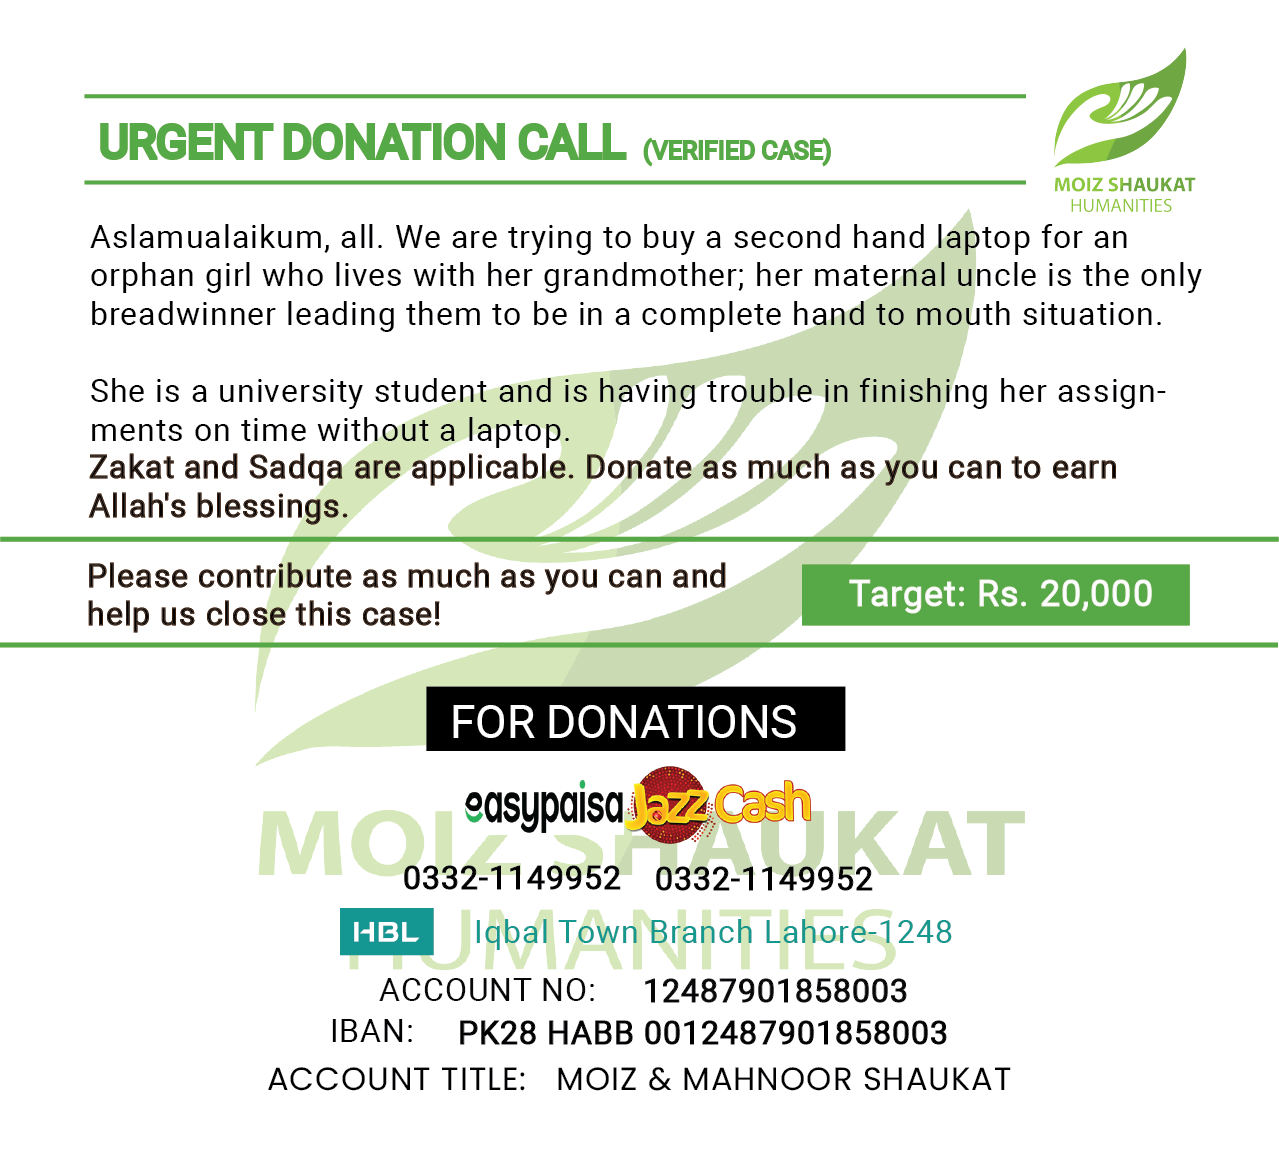 URGENT DONATION CALL (VERIFIED CASE)
MOIZ SHAUKAT
HUMANITIES
Aslamualaikum, all. We are trying to buy a second hand laptop for an
orphan girl who lives with her grandmother; her maternal uncle is the only
breadwinner leading them to be in a complete hand to mouth situation.
She is a university student and is having trouble in finishing her assign-
ments on time without a laptop.
Zakat and Sadqa are applicable. Donate as much as you can to earn
Allah's blessings.
Please contribute as much as you can and
help us close this case!
Target: Rs. 20,000
FOR DONATIONS
easypaisa JazzCash
MOIZ SHAUKAT
0332-1149952 0332-1149952
HUMANITIES
HBL Iqbal Town Branch Lahore-1248
ACCOUNT NO: 12487901858003
IBAN: PK28 HABB 0012487901858003
ACCOUNT TITLE: MOIZ & MAHNOOR SHAUKAT